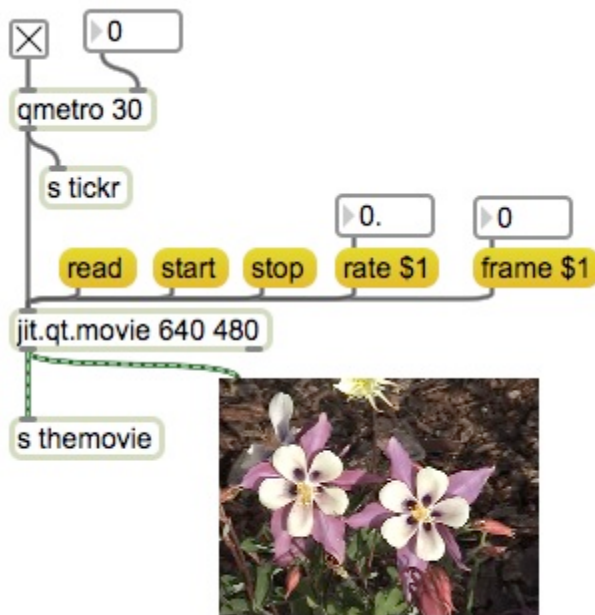 0
qmetro 30
s tickr
0.
0
read start stop rate $1 frame $1
jit.qt.movie 640 480
s themovie